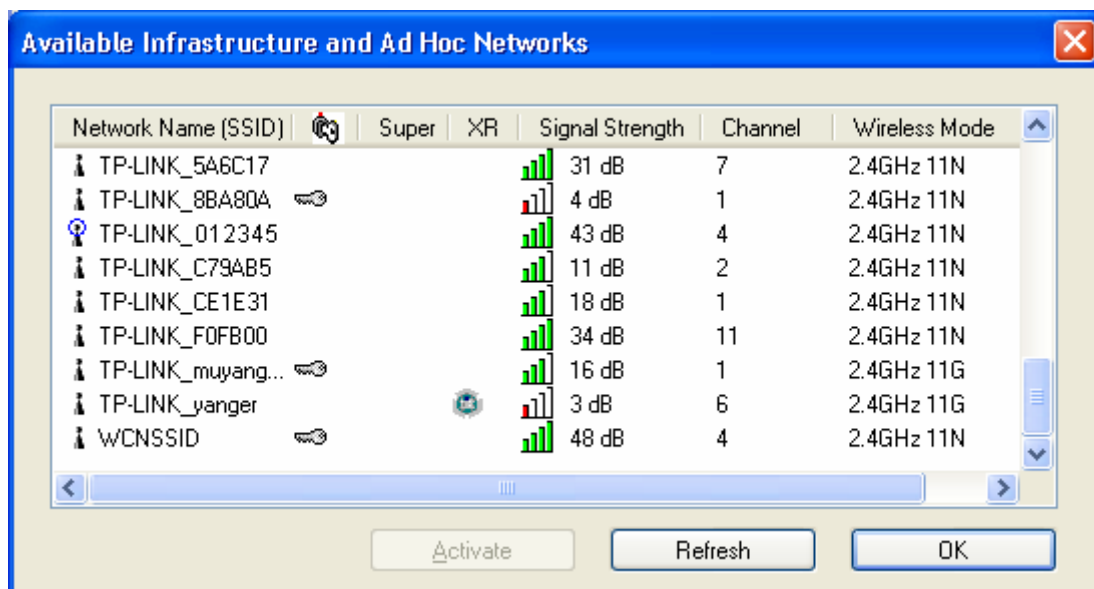 Available Infrastructure and Ad Hoc Networks
Network Name (SSID) Super XR Signal Strength Channel Wireless Mode
TP-LINK_5A6C17 31 dB 7 2.4GHz 11N
TP-LINK_8BA80A 4 dB 1 2.4GHz 11N
TP-LINK_012345 43 dB 4 2.4GHz 11N
TP-LINK_C79AB5 11 dB 2 2.4GHz 11N
TP-LINK_CE1E31 18 dB 1 2.4GHz 11N
TP-LINK_F0FB00 34 dB 11 2.4GHz 11N
TP-LINK_muyang... 16 dB 1 2.4GHz 11G
TP-LINK_yanger 3 dB 6 2.4GHz 11G
WCNSSID 48 dB 4 2.4GHz 11N
Activate Refresh OK